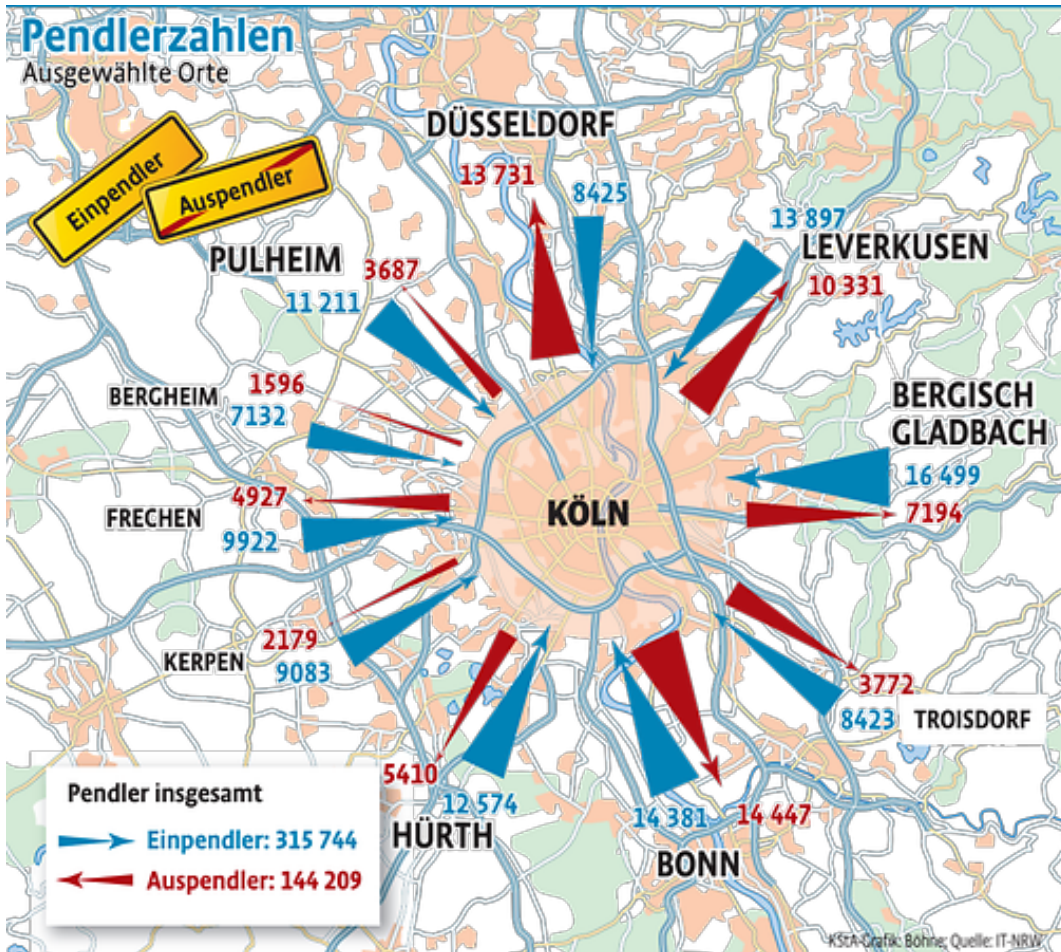 Pendlerzahlen
Ausgewählte Orte
Einpendler
Auspendler
DÜSSELDORF
13 731
8425
13 897
LEVERKUSEN
10 331
PULHEIM
3687
11 211
BERGHEIM
1596
7132
BERGISCH
GLADBACH
16 499
7194
KÖLN
FRECHEN
4927
9922
KERPEN
2179
9083
3772
8423
TROISDORF
5410
12 574
HÜRTH
14 381
14 447
BONN
Pendler insgesamt
Einpendler: 315 744
Auspendler: 144 209
KStA-Grafik: Böhne; Quelle: IT-NRW